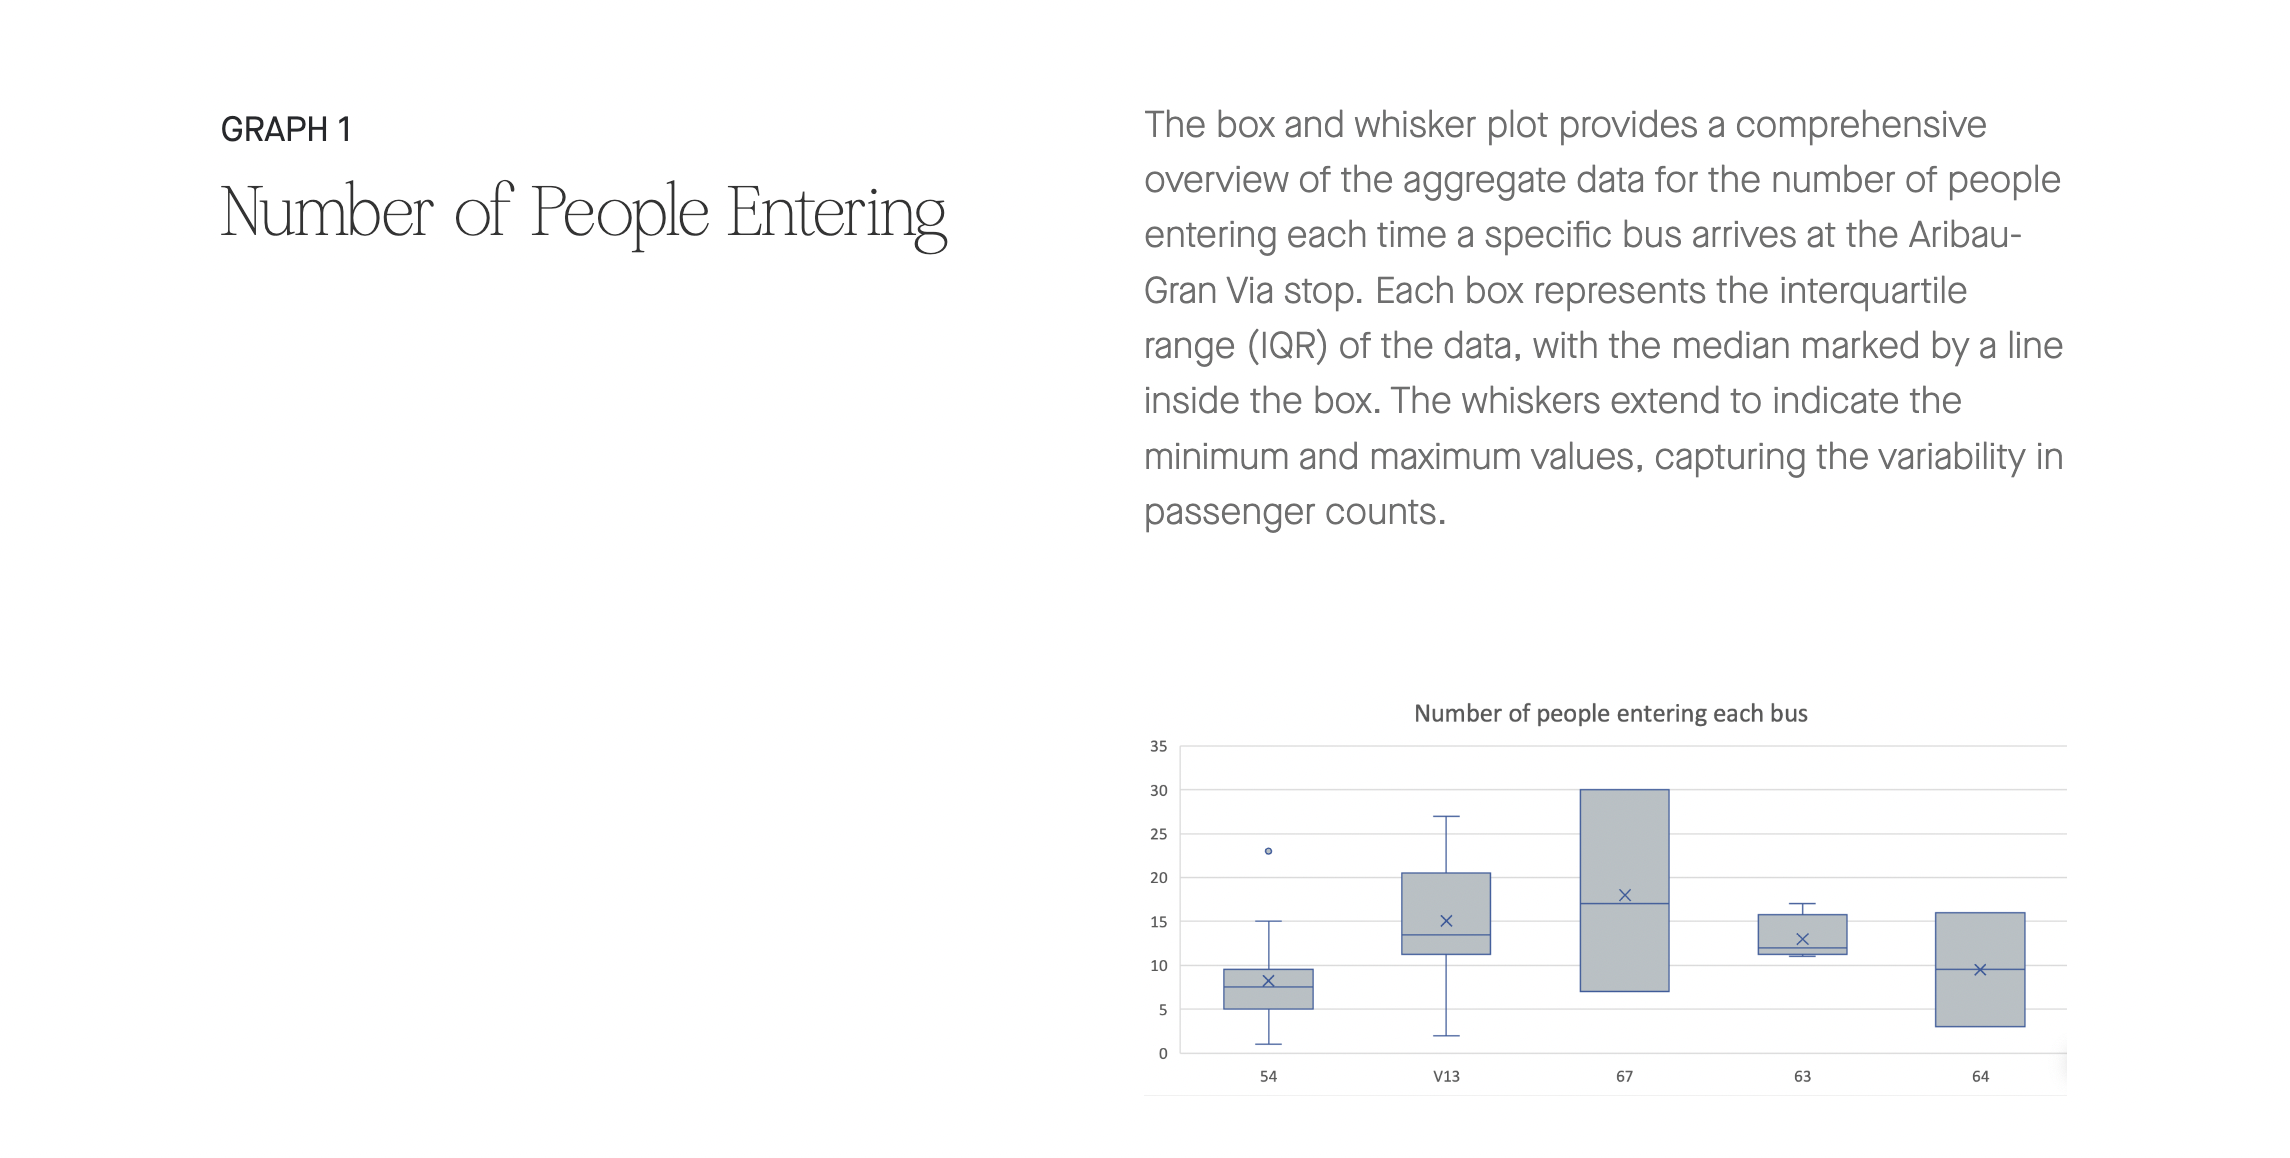 GRAPH 1
Number of People Entering
The box and whisker plot provides a comprehensive
overview of the aggregate data for the number of people
entering each time a specific bus arrives at the Aribau-
Gran Via stop. Each box represents the interquartile
range (IQR) of the data, with the median marked by a line
inside the box. The whiskers extend to indicate the
minimum and maximum values, capturing the variability in
passenger counts.
Number of people entering each bus
35
30
25
20
15
10
5
0
54 V13 67 63 64